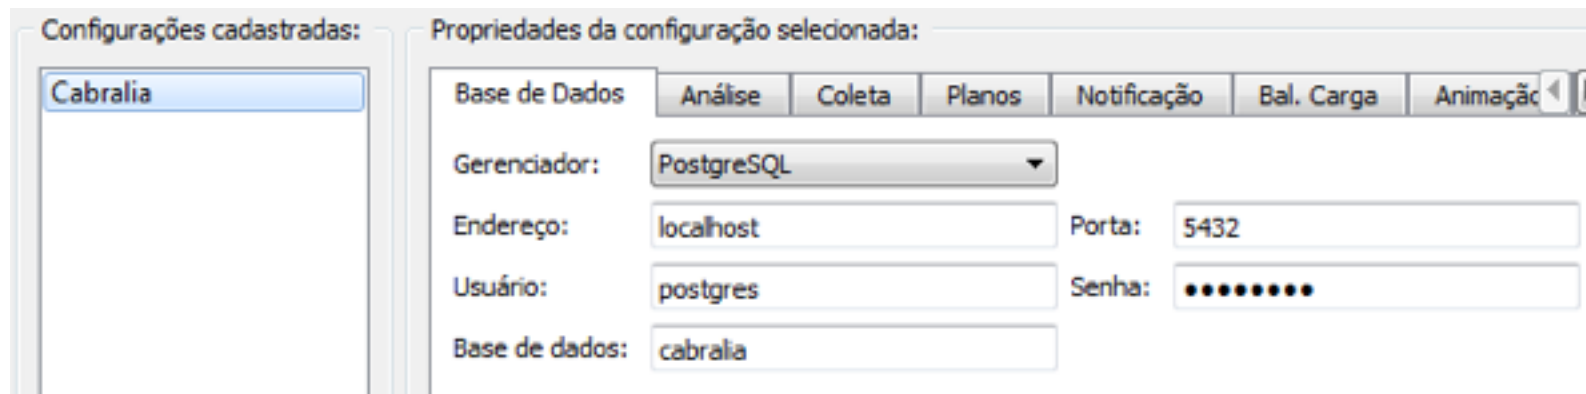 Configurações cadastradas:
Cabralia
Propriedades da configuração selecionada:
Base de Dados Análise Coleta Planos Notificação Bal. Carga Animação
Gerenciador: PostgreSQL
Endereço: localhost Porta: 5432
Usuário: postgres Senha: ●●●●●●●●
Base de dados: cabralia